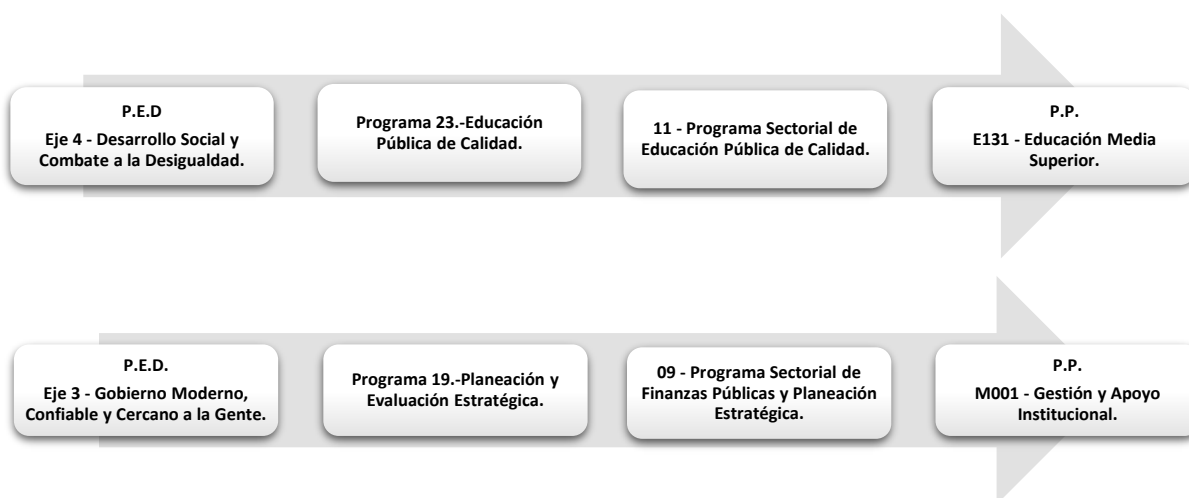 P.E.D
Eje 4 - Desarrollo Social y
Combate a la Desigualdad.
Programa 23.-Educación
Pública de Calidad.
11 - Programa Sectorial de
Educación Pública de Calidad.
P.P.
E131 - Educación Media
Superior.
P.E.D.
Eje 3 - Gobierno Moderno,
Confiable y Cercano a la Gente.
Programa 19.-Planeación y
Evaluación Estratégica.
09 - Programa Sectorial de
Finanzas Públicas y Planeación
Estratégica.
P.P.
M001 - Gestión y Apoyo
Institucional.